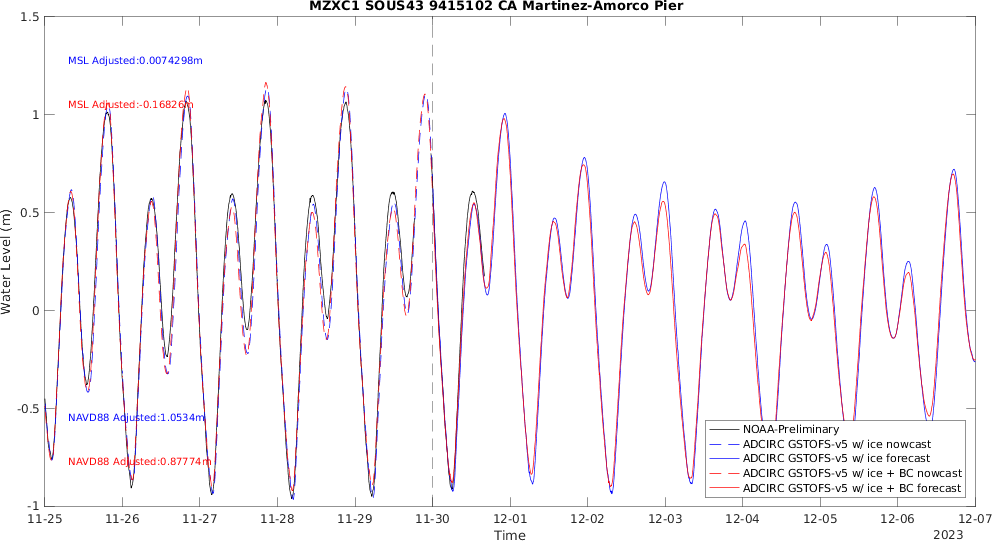 MZXC1 SOUS43 9415102 CA Martinez-Amorco Pier
1.5
1
0.5
0
-0.5
-1
Water Level (m)
MSL Adjusted:0.0074298m
MSL Adjusted:-0.16826m
NAVD88 Adjusted:1.0534m
NAVD88 Adjusted:0.87774m
NOAA-Preliminary
ADCIRC GSTOFS-v5 w/ ice nowcast
ADCIRC GSTOFS-v5 w/ ice forecast
ADCIRC GSTOFS-v5 w/ ice + BC nowcast
ADCIRC GSTOFS-v5 w/ ice + BC forecast
11-25 11-26 11-27 11-28 11-29 11-30 12-01 12-02 12-03 12-04 12-05 12-06 12-07
Time
2023